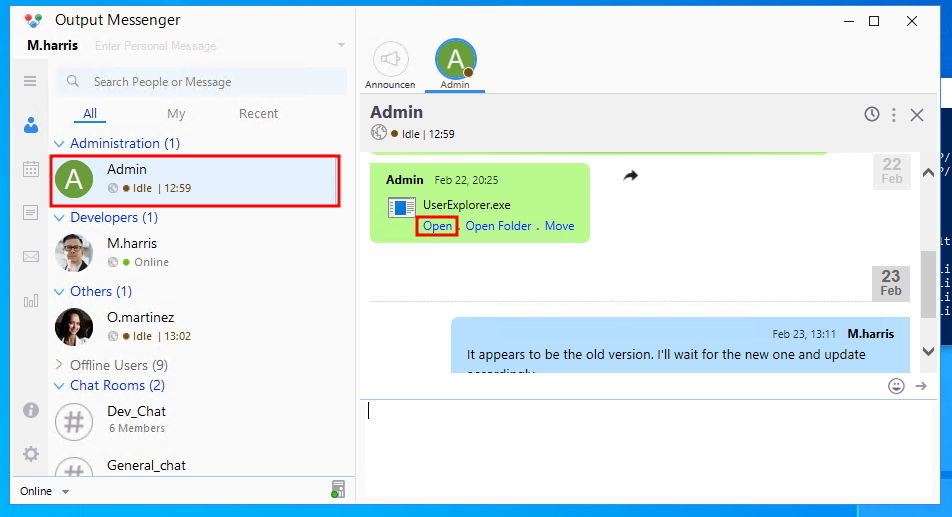 Output Messenger
M.harris Enter Personal Message
Search People or Message
All My Recent
Administration (1)
A
Admin
Idle | 12:59
Developers (1)
M.harris
Online
Others (1)
O.martinez
Idle | 13:02
Offline Users (9)
Chat Rooms (2)
#
Dev_Chat
6 Members
#
General_chat
Online
Announcen
A
Admin
Admin
Idle | 12:59
22
Feb
Admin Feb 22, 20:25
UserExplorer.exe
Open . Open Folder . Move
23
Feb
Feb 23, 13:11 M.harris
It appears to be the old version. I'll wait for the new one and update
accordingly